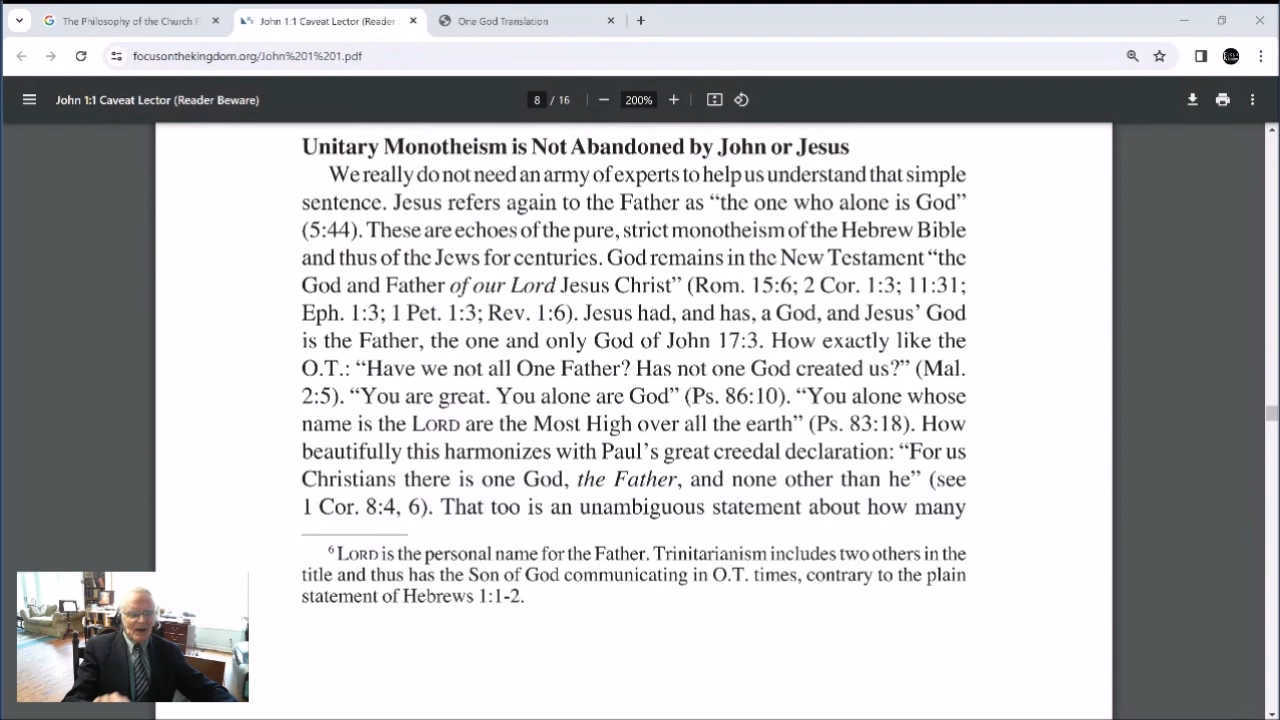 The Philosophy of the Church
John 1:1 Caveat Lector (Reader
One God Translation
focusonthekingdom.org/John%201%201.pdf
John 1:1 Caveat Lector (Reader Beware)
8 / 16
200%
Unitary Monotheism is Not Abandoned by John or Jesus
We really do not need an army of experts to help us understand that simple
sentence. Jesus refers again to the Father as “the one who alone is God”
(5:44). These are echoes of the pure, strict monotheism of the Hebrew Bible
and thus of the Jews for centuries. God remains in the New Testament “the
God and Father of our Lord Jesus Christ” (Rom. 15:6; 2 Cor. 1:3; 11:31;
Eph. 1:3; 1 Pet. 1:3; Rev. 1:6). Jesus had, and has, a God, and Jesus’ God
is the Father, the one and only God of John 17:3. How exactly like the
O.T.: “Have we not all One Father? Has not one God created us?” (Mal.
2:5). “You are great. You alone are God” (Ps. 86:10). “You alone whose
name is the LORD are the Most High over all the earth” (Ps. 83:18). How
beautifully this harmonizes with Paul’s great creedal declaration: “For us
Christians there is one God, the Father, and none other than he” (see
1 Cor. 8:4, 6). That too is an unambiguous statement about how many
6 LORD is the personal name for the Father. Trinitarianism includes two others in the
title and thus has the Son of God communicating in O.T. times, contrary to the plain
statement of Hebrews 1:1-2.